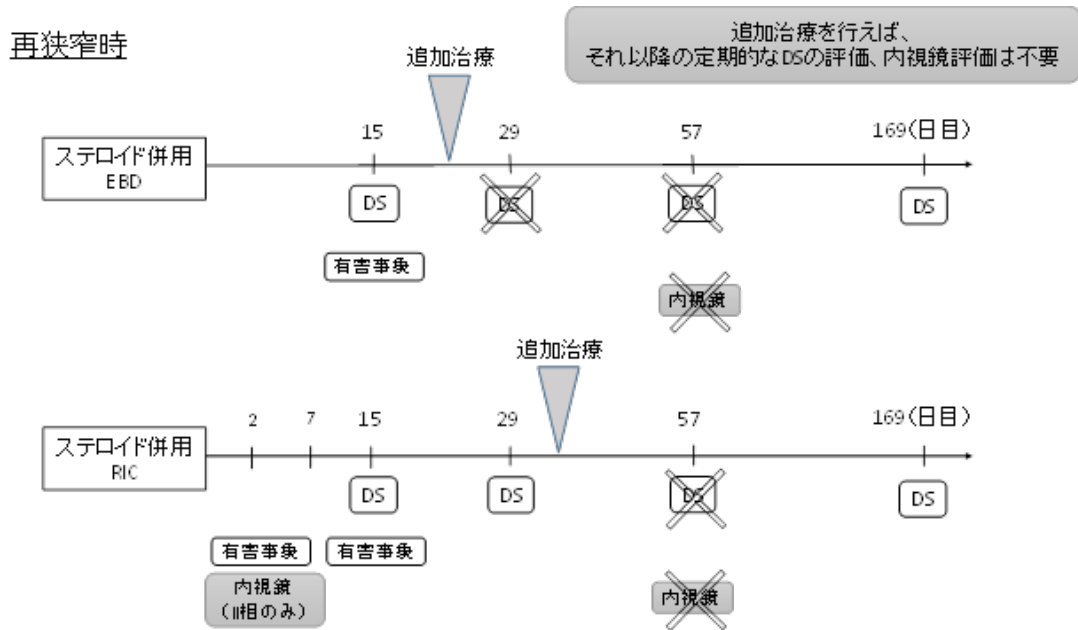 再狭窄時
追加治療を行えば、
それ以降の定期的なDSの評価、内視鏡評価は不要
追加治療
15
29
57
169(日目)
ステロイド併用
EBD
DS
DS
DS
DS
有害事象
内視鏡
追加治療
2
7
15
29
57
169(日目)
ステロイド併用
RIC
DS
DS
DS
DS
有害事象
有害事象
内視鏡
(II相のみ)
内視鏡